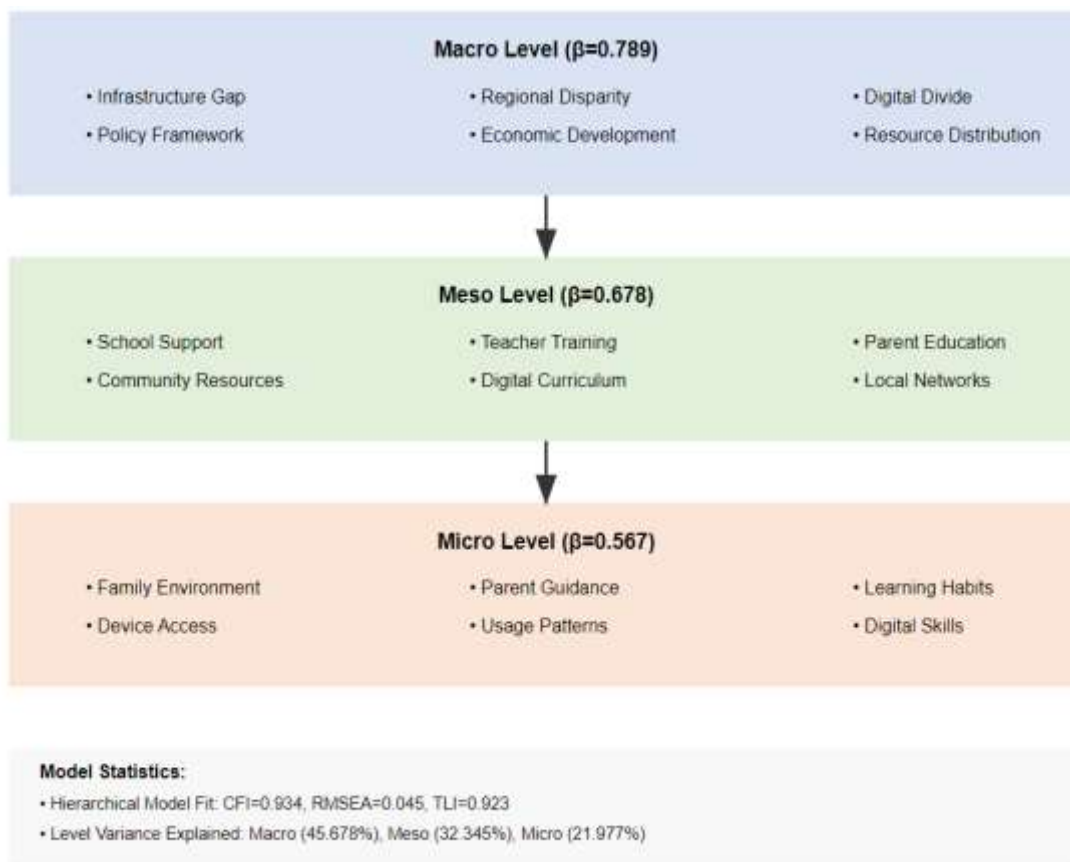 Macro Level (β=0.789)
• Infrastructure Gap • Regional Disparity • Digital Divide
• Policy Framework • Economic Development • Resource Distribution
Meso Level (β=0.678)
• School Support • Teacher Training • Parent Education
• Community Resources • Digital Curriculum • Local Networks
Micro Level (β=0.567)
• Family Environment • Parent Guidance • Learning Habits
• Device Access • Usage Patterns • Digital Skills
Model Statistics:
• Hierarchical Model Fit: CFI=0.934, RMSEA=0.045, TLI=0.923
• Level Variance Explained: Macro (45.678%), Meso (32.345%), Micro (21.977%)